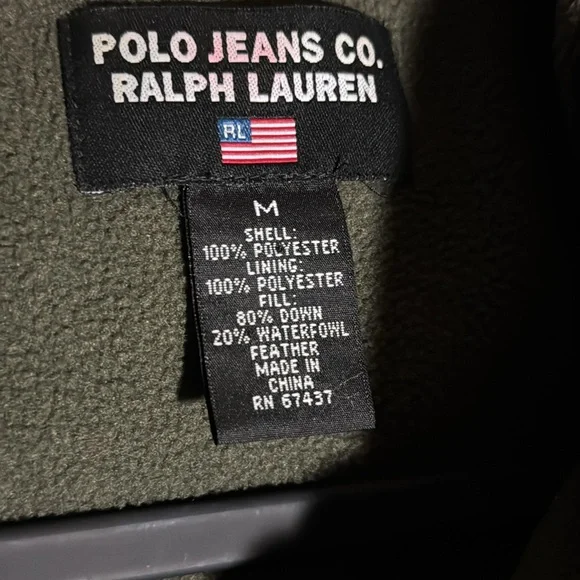 POLO JEANS CO.
RALPH LAUREN
RL
M
SHELL:
100% POLYESTER
LINING:
100% POLYESTER
FILL:
80% DOWN
20% WATERFOWL
FEATHER
MADE IN
CHINA
RN 67437